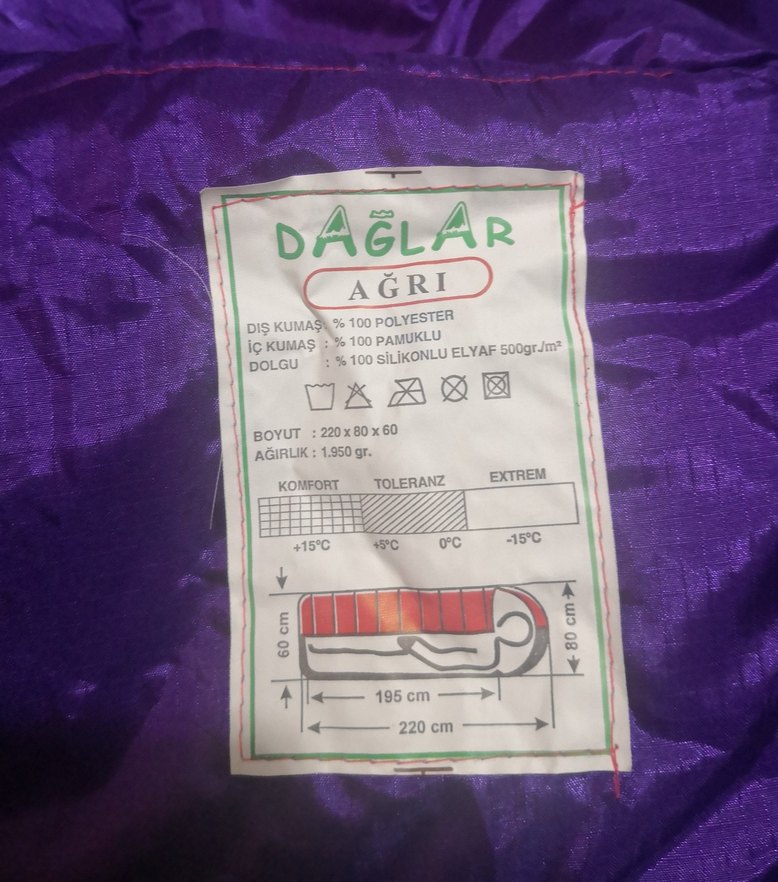 DAĞLAR
AĞRI
DIŞ KUMAŞ: % 100 POLYESTER
İÇ KUMAŞ : % 100 PAMUKLU
DOLGU : % 100 SİLİKONLU ELYAF 500gr./m²
BOYUT : 220 x 80 x 60
AĞIRLIK : 1.950 gr.
KOMFORT TOLERANZ EXTREM
+15°C +5°C 0°C -15°C
60 cm
80 cm
195 cm
220 cm